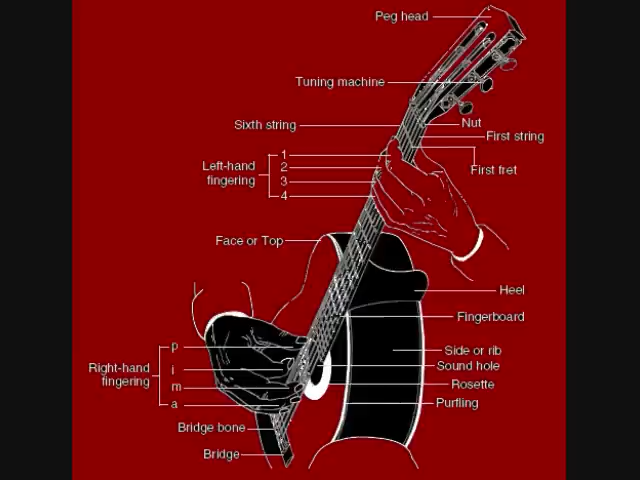 Peg head
Tuning machine
Nut
Sixth string
First string
1
Left-hand
fingering
2
First fret
3
4
Face or Top
Heel
Fingerboard
p
Side or rib
Right-hand
fingering
i
Sound hole
m
Rosette
a
Purfling
Bridge bone
Bridge